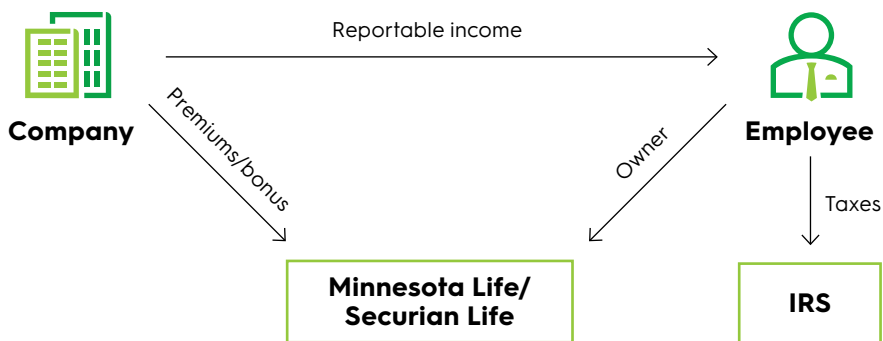 Reportable income
Company
Employee
Premiums/bonus
Owner
Taxes
Minnesota Life/
Securian Life
IRS